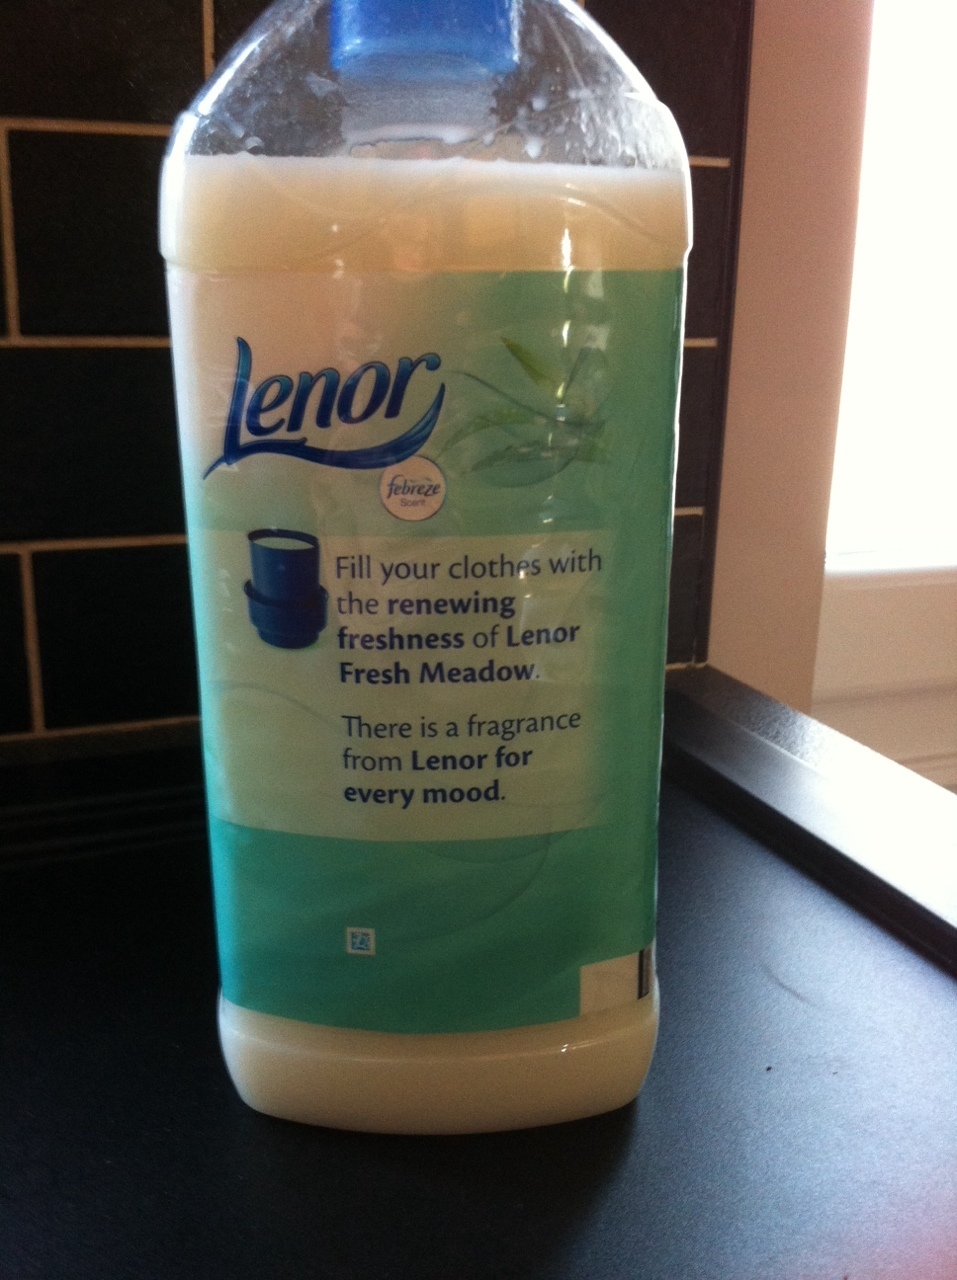 Lenor
febreze
Scent
Fill your clothes with
the renewing
freshness of Lenor
Fresh Meadow.
There is a fragrance
from Lenor for
every mood.